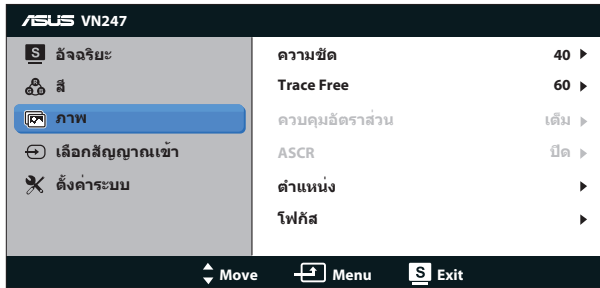 ASUS VN247
S อัจฉริยะ
สี
ภาพ
เลือกสัญญาณเข้า
ตั้งค่าระบบ
ความชัด 40
Trace Free 60
ควบคุมอัตราส่วน เต็ม
ASCR ปิด
ตำแหน่ง
โฟกัส
Move Menu S Exit